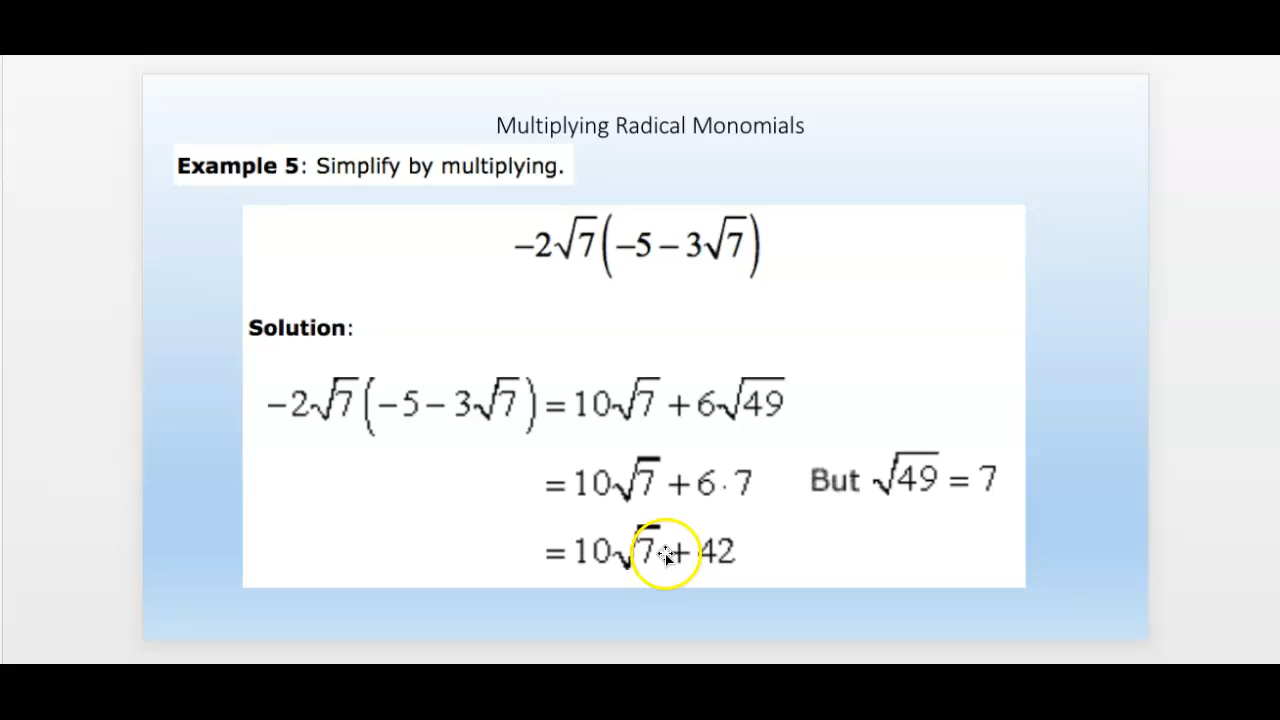 Multiplying Radical Monomials
Example 5: Simplify by multiplying.
−2√7(−5 − 3√7)
Solution:
−2√7(−5 − 3√7) = 10√7 + 6√49
= 10√7 + 6 · 7 But √49 = 7
= 10√7 + 42